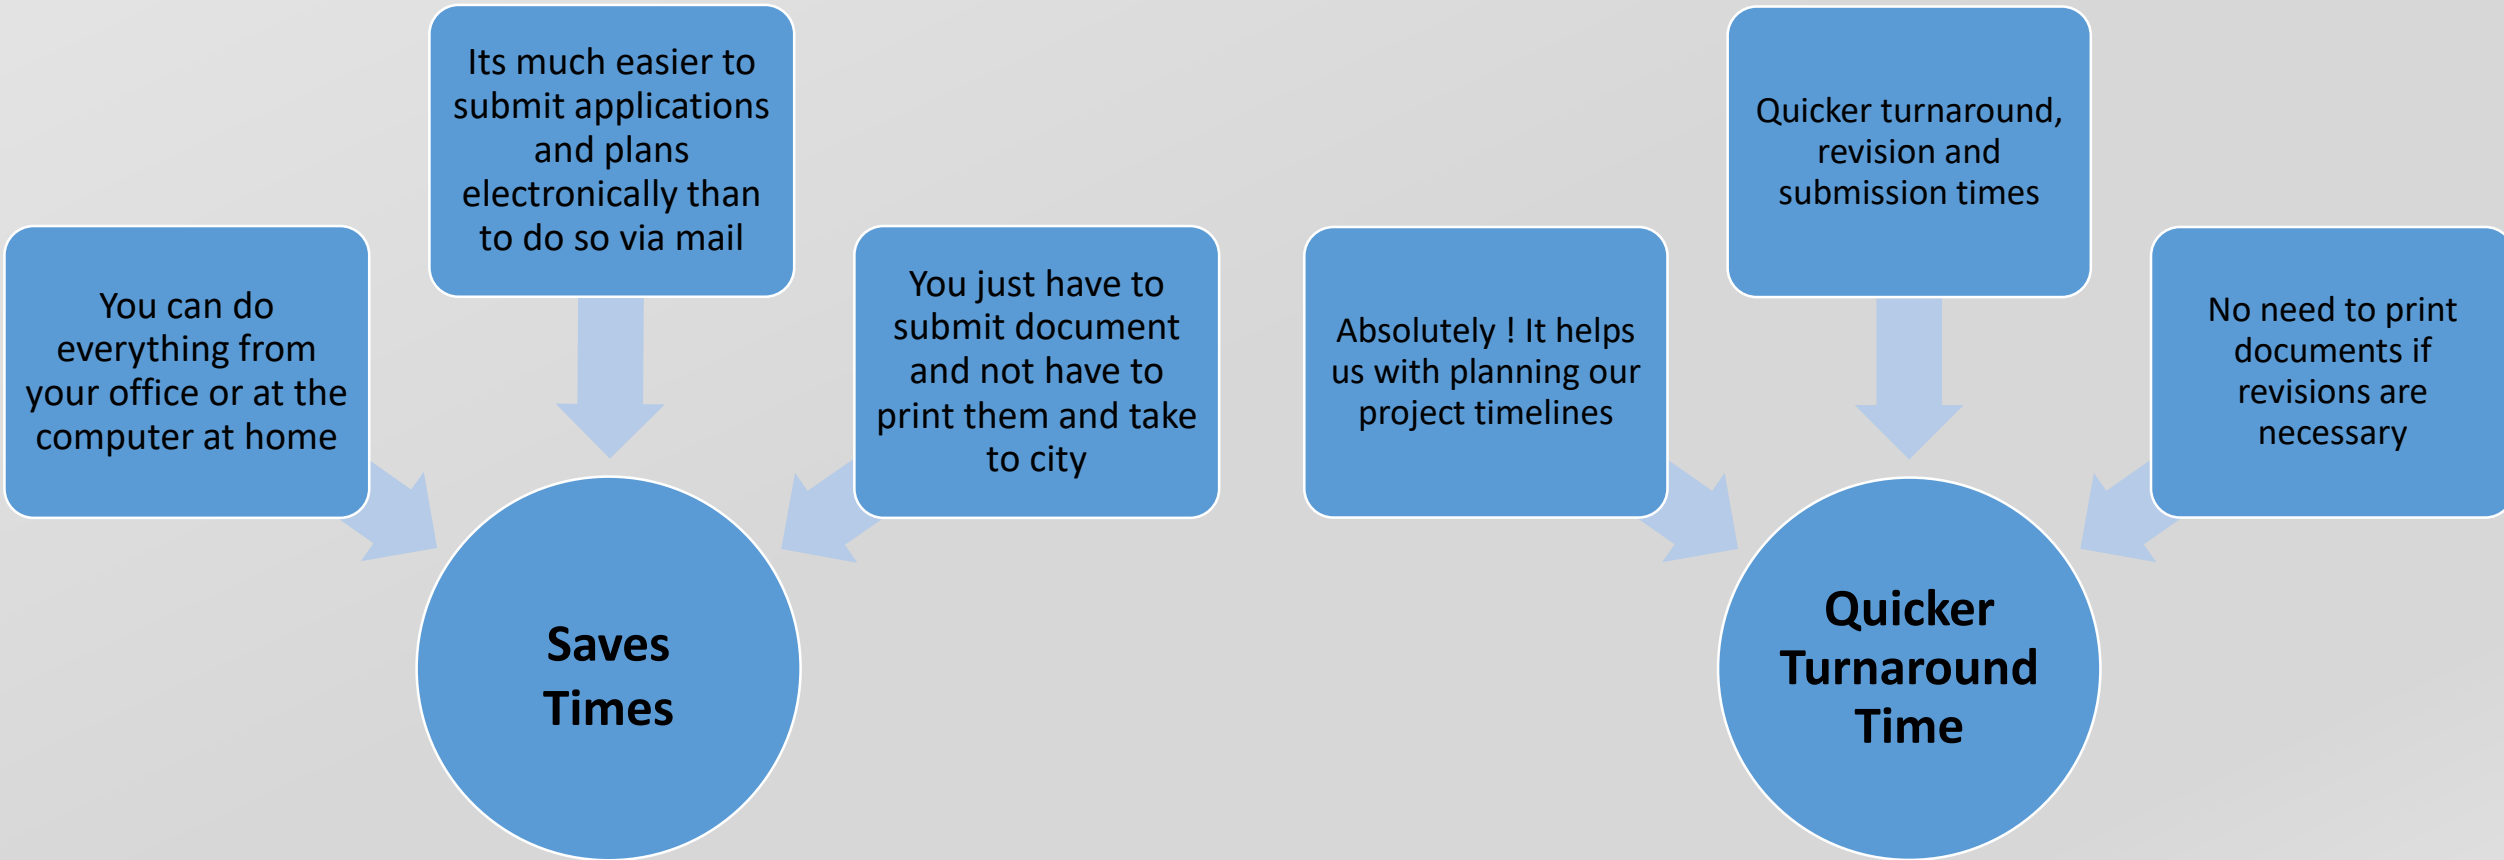 You can do
everything from
your office or at the
computer at home
Its much easier to
submit applications
and plans
electronically than
to do so via mail
You just have to
submit document
and not have to
print them and take
to city
Saves
Times
Absolutely ! It helps
us with planning our
project timelines
Quicker turnaround,
revision and
submission times
No need to print
documents if
revisions are
necessary
Quicker
Turnaround
Time